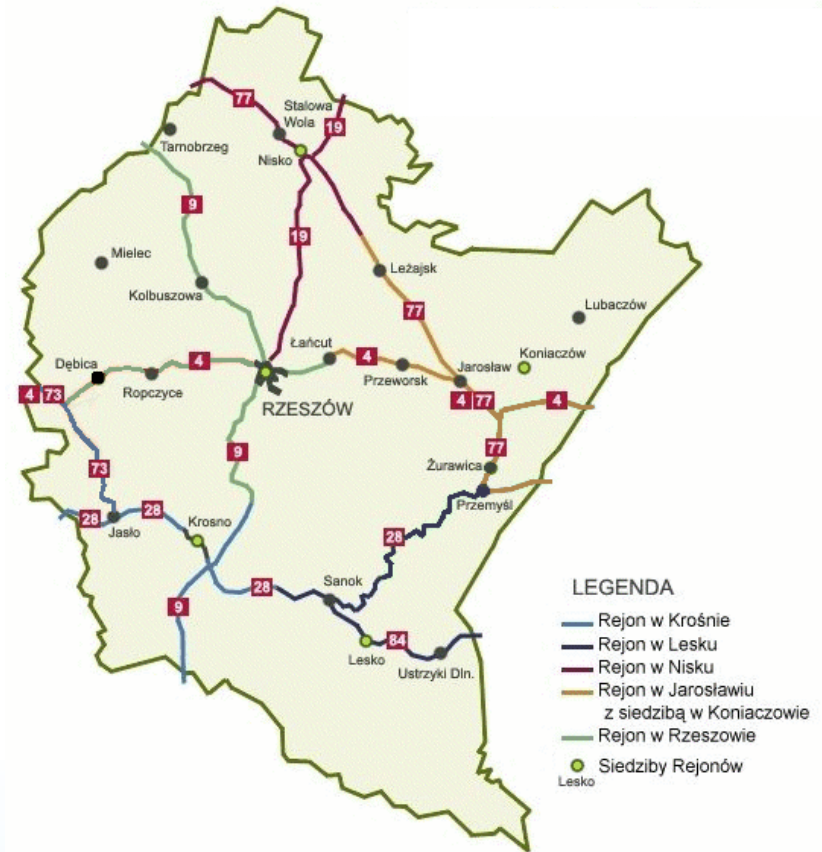 77
Stalowa
Wola
19
Tarnobrzeg
Nisko
9
19
Mielec
Leżajsk
Kolbuszowa
Lubaczów
77
Łańcut
Koniaczów
Dębica
4
4
Przeworsk
Jarosław
Ropczyce
4 73
4 77
4
RZESZÓW
77
9
Żurawica
73
Przemyśl
28
28
Krosno
Jasło
28
Sanok
28
9
84
Lesko
Ustrzyki Dln.
LEGENDA
Rejon w Krośnie
Rejon w Lesku
Rejon w Nisku
Rejon w Jarosławiu
z siedzibą w Koniaczowie
Rejon w Rzeszowie
Siedziby Rejonów
Lesko